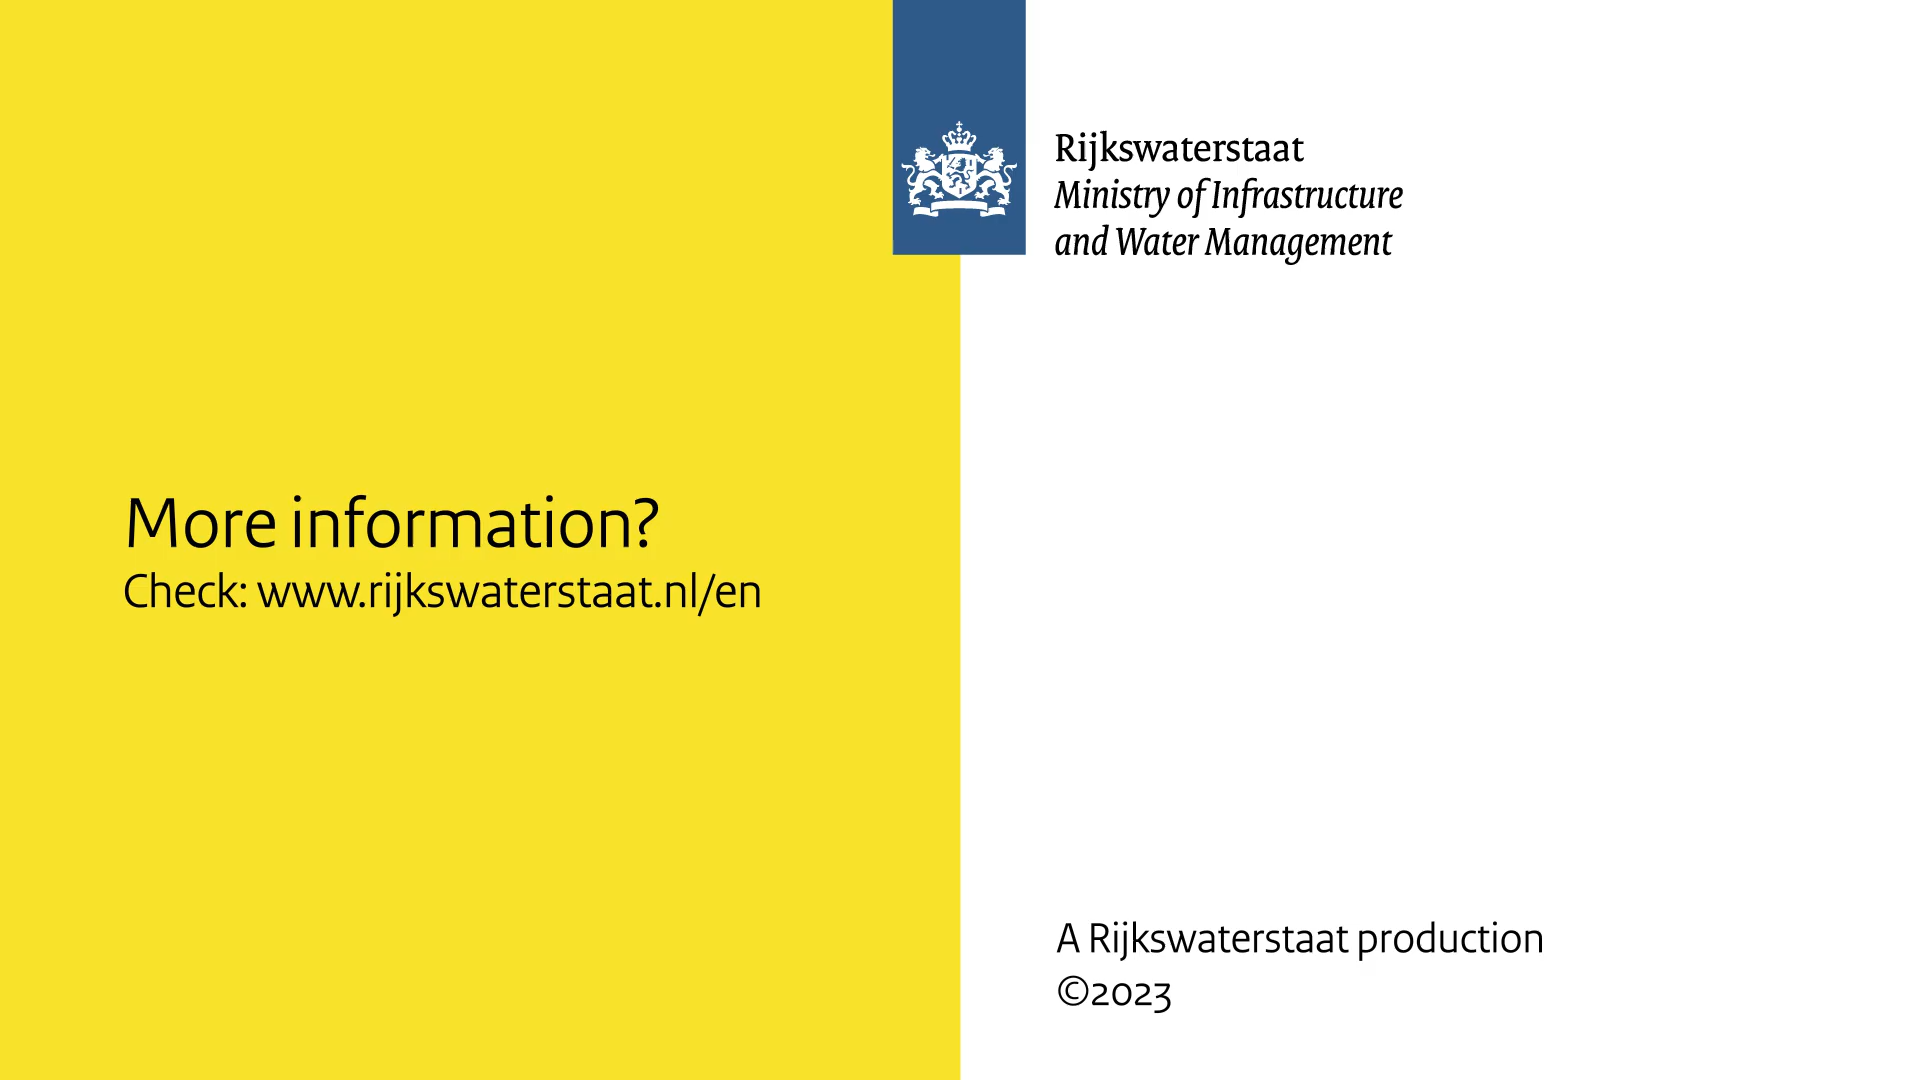 Rijkswaterstaat
Ministry of Infrastructure
and Water Management
More information?
Check: www.rijkswaterstaat.nl/en
A Rijkswaterstaat production
©2023